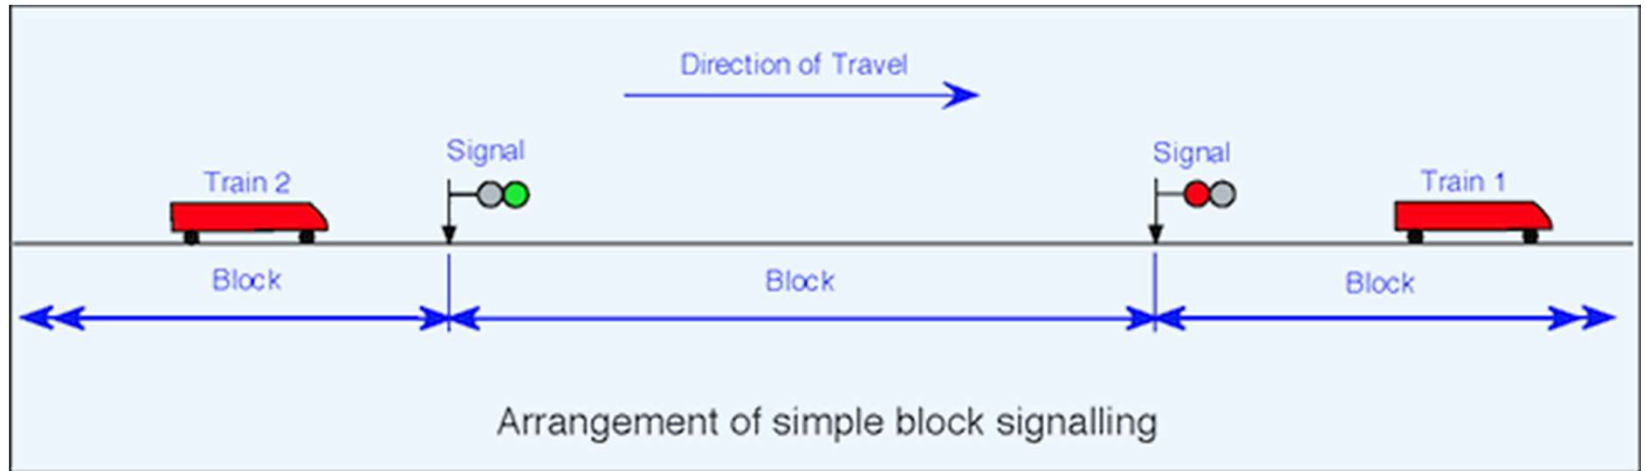 Direction of Travel
Signal
Signal
Train 2
Train 1
Block
Block
Block
Arrangement of simple block signalling